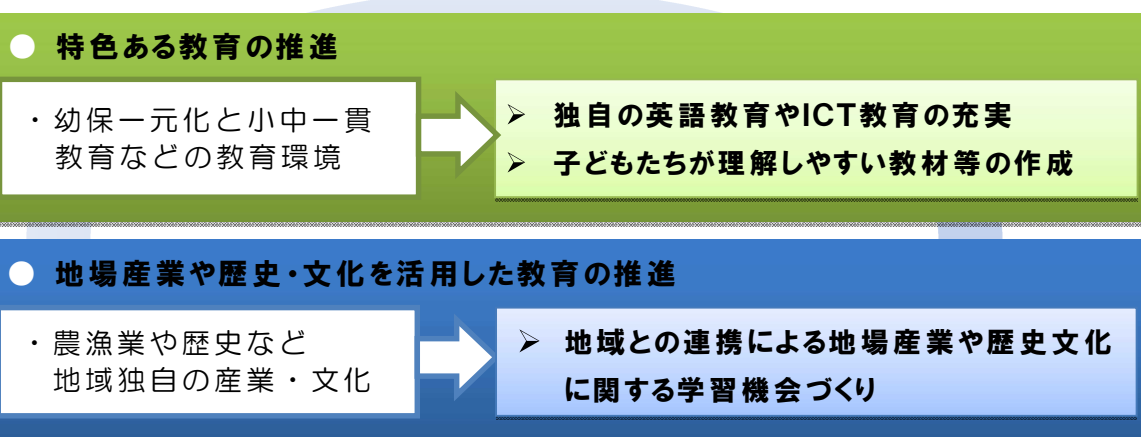 ● 特色ある教育の推進
・幼保一元化と小中一貫
教育などの教育環境
➢ 独自の英語教育やICT教育の充実
➢ 子どもたちが理解しやすい教材等の作成
● 地場産業や歴史・文化を活用した教育の推進
・農漁業や歴史など
地域独自の産業・文化
➢ 地域との連携による地場産業や歴史文化
に関する学習機会づくり